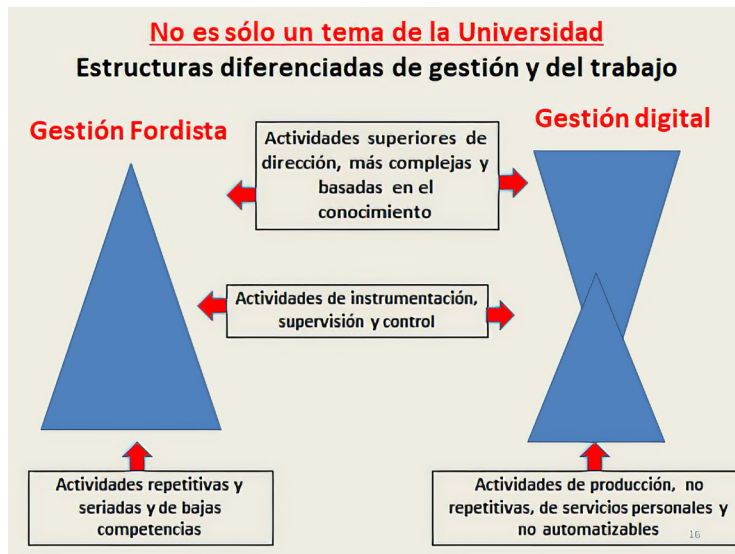 No es sólo un tema de la Universidad
Estructuras diferenciadas de gestión y del trabajo
Gestión Fordista
Gestión digital
Actividades superiores de
dirección, más complejas y
basadas en el
conocimiento
Actividades de instrumentación,
supervisión y control
Actividades repetitivas y
seriadas y de bajas
competencias
Actividades de producción, no
repetitivas, de servicios personales y
no automatizables
16